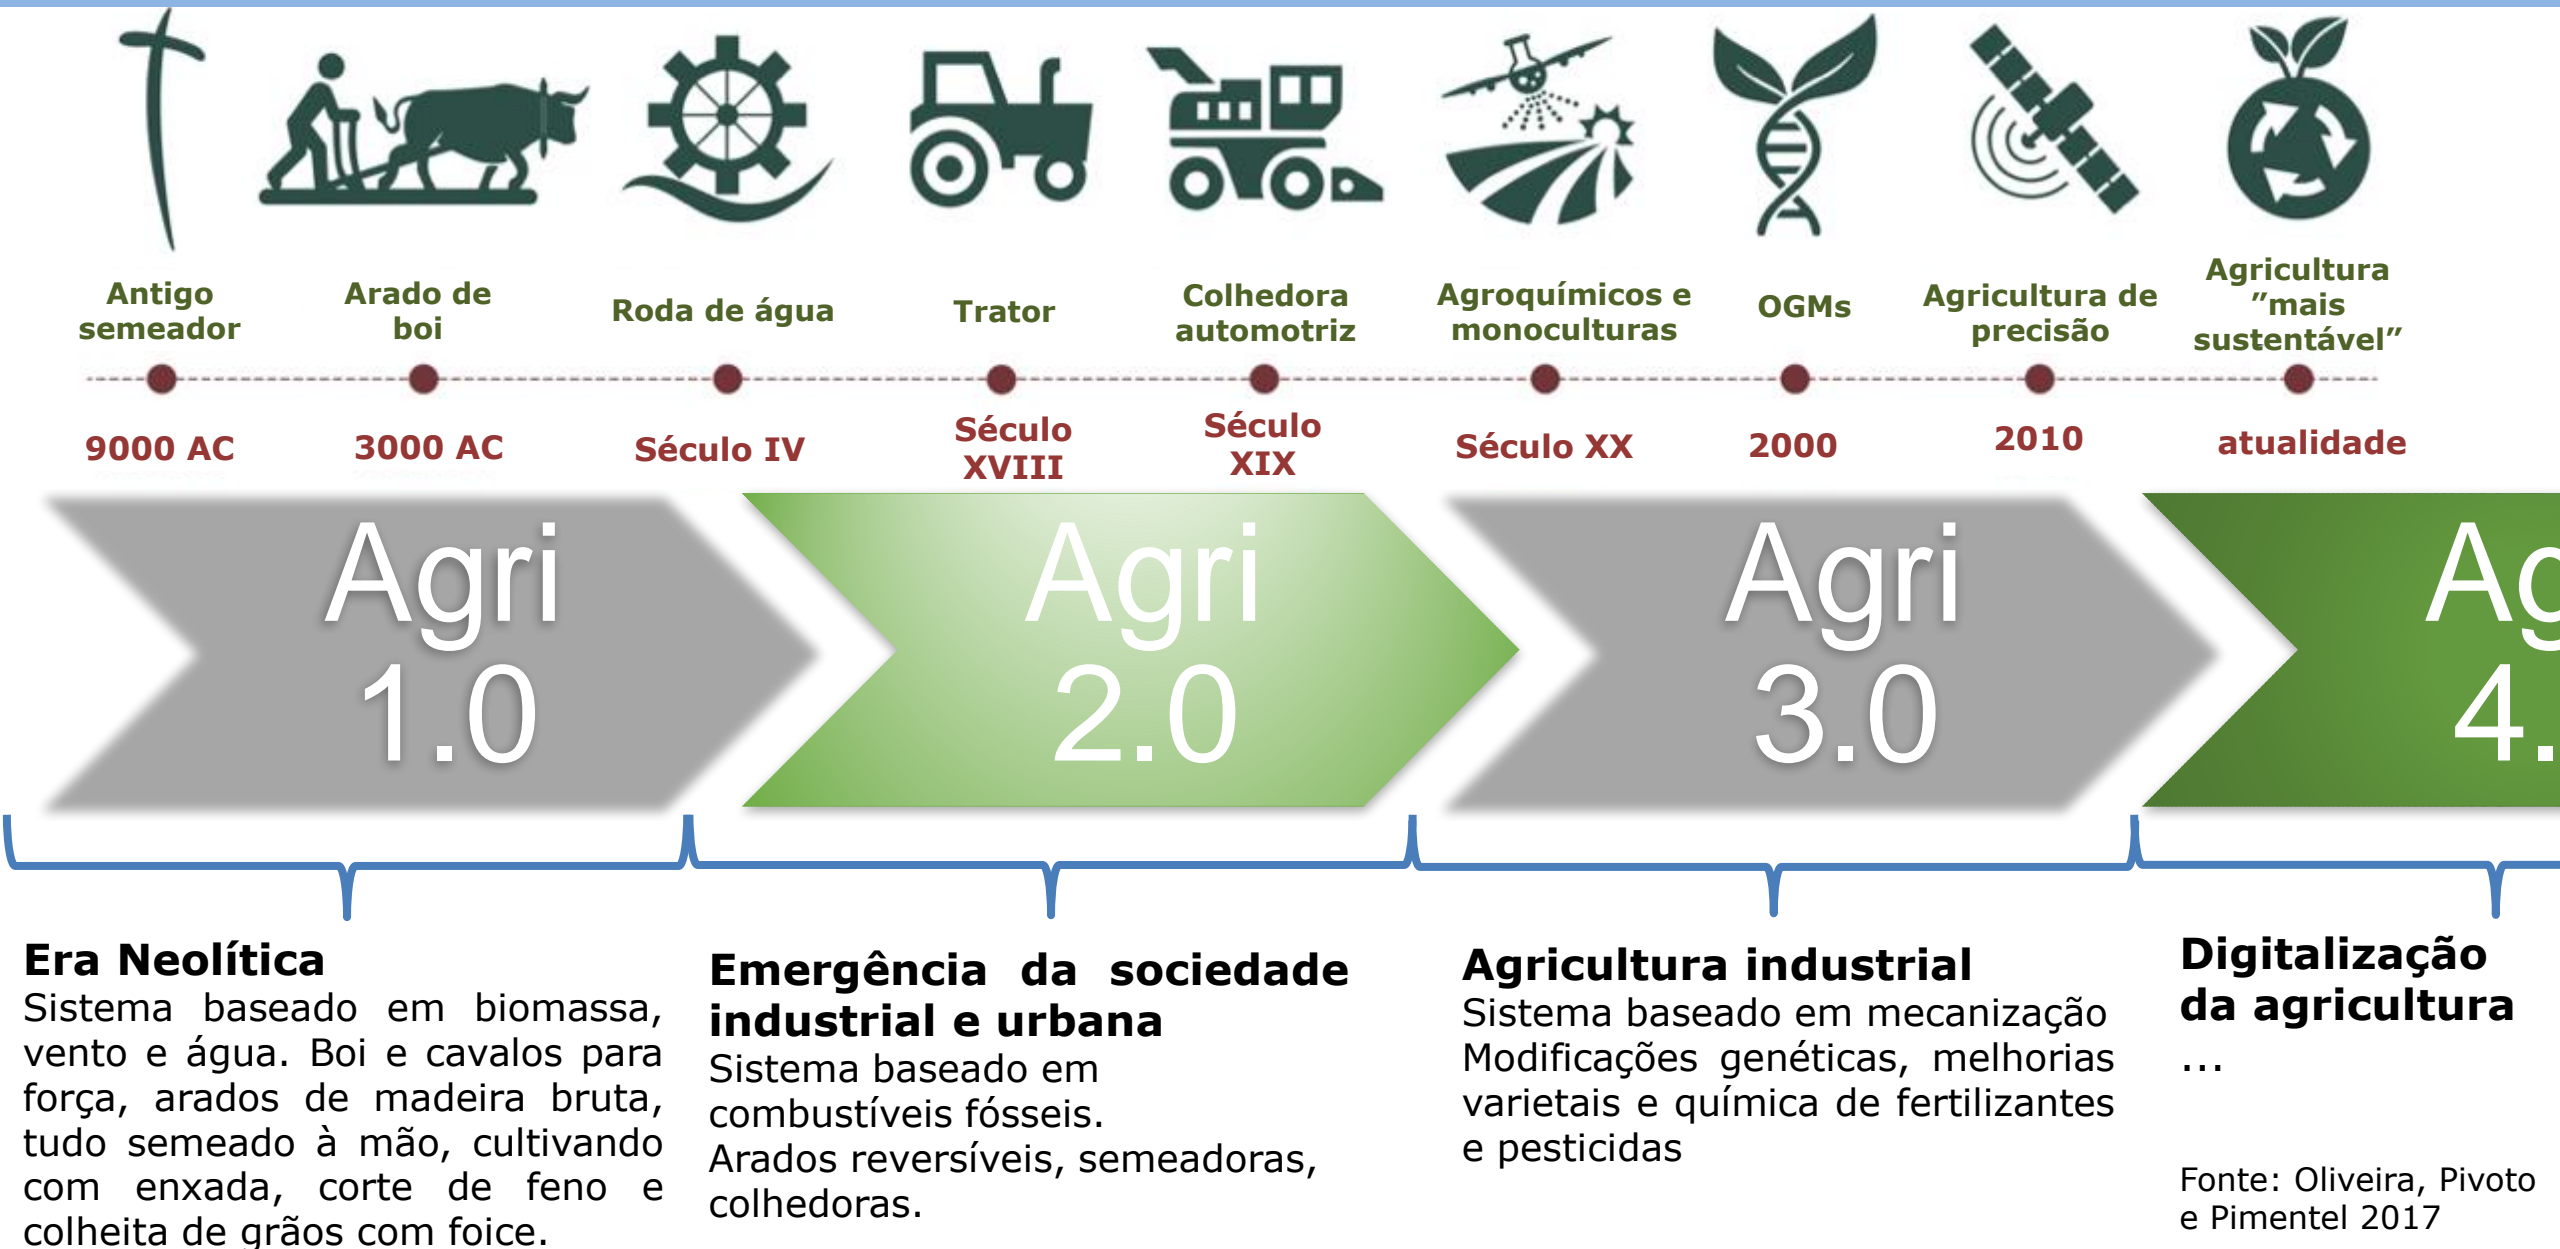 Antigo
semeador
Arado de
boi
Roda de água
Trator
Colhedora
automotriz
Agroquímicos e
monoculturas
OGMs
Agricultura de
precisão
Agricultura
”mais
sustentável”
9000 AC
3000 AC
Século IV
Século
XVIII
Século
XIX
Século XX
2000
2010
atualidade
Agri
1.0
Agri
2.0
Agri
3.0
Ag
4.
Era Neolítica
Sistema baseado em biomassa,
vento e água. Boi e cavalos para
força, arados de madeira bruta,
tudo semeado à mão, cultivando
com enxada, corte de feno e
colheita de grãos com foice.
Emergência da sociedade
industrial e urbana
Sistema baseado em
combustíveis fósseis.
Arados reversíveis, semeadoras,
colhedoras.
Agricultura industrial
Sistema baseado em mecanização
Modificações genéticas, melhorias
varietais e química de fertilizantes
e pesticidas
Digitalização
da agricultura
...
Fonte: Oliveira, Pivoto
e Pimentel 2017